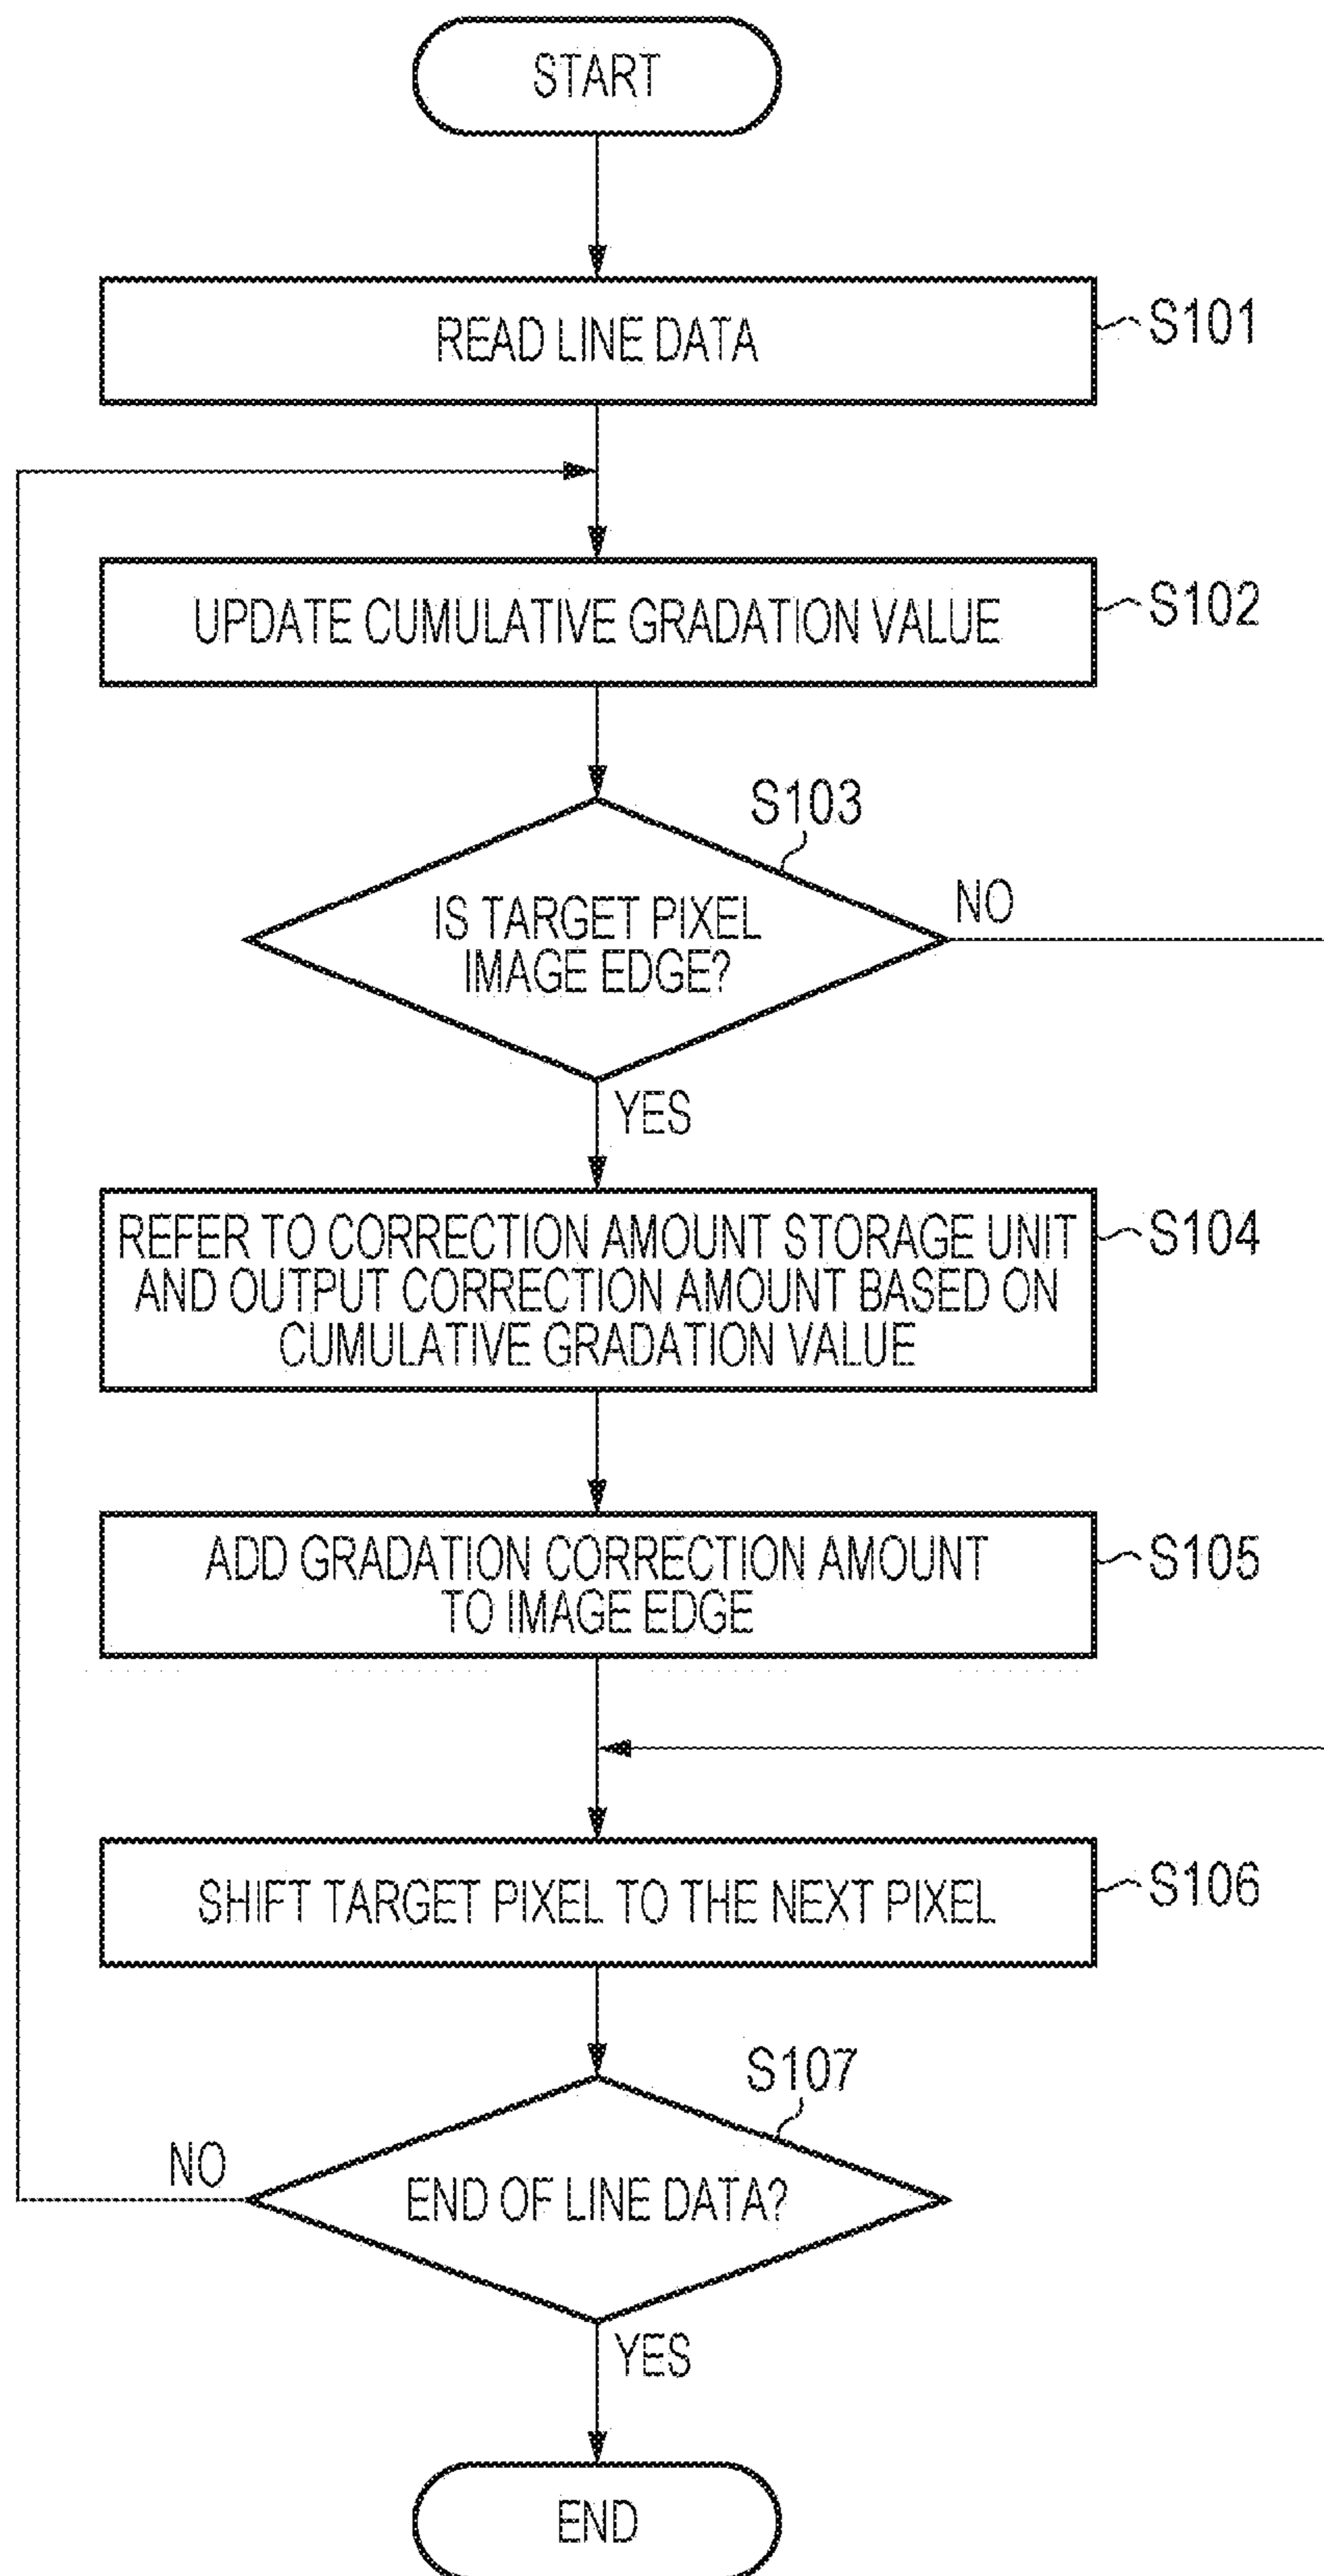 START
READ LINE DATA
S101
UPDATE CUMULATIVE GRADATION VALUE
S102
S103
IS TARGET PIXEL
IMAGE EDGE?
NO
YES
REFER TO CORRECTION AMOUNT STORAGE UNIT
AND OUTPUT CORRECTION AMOUNT BASED ON
CUMULATIVE GRADATION VALUE
S104
ADD GRADATION CORRECTION AMOUNT
TO IMAGE EDGE
S105
SHIFT TARGET PIXEL TO THE NEXT PIXEL
S106
S107
NO
END OF LINE DATA?
YES
END